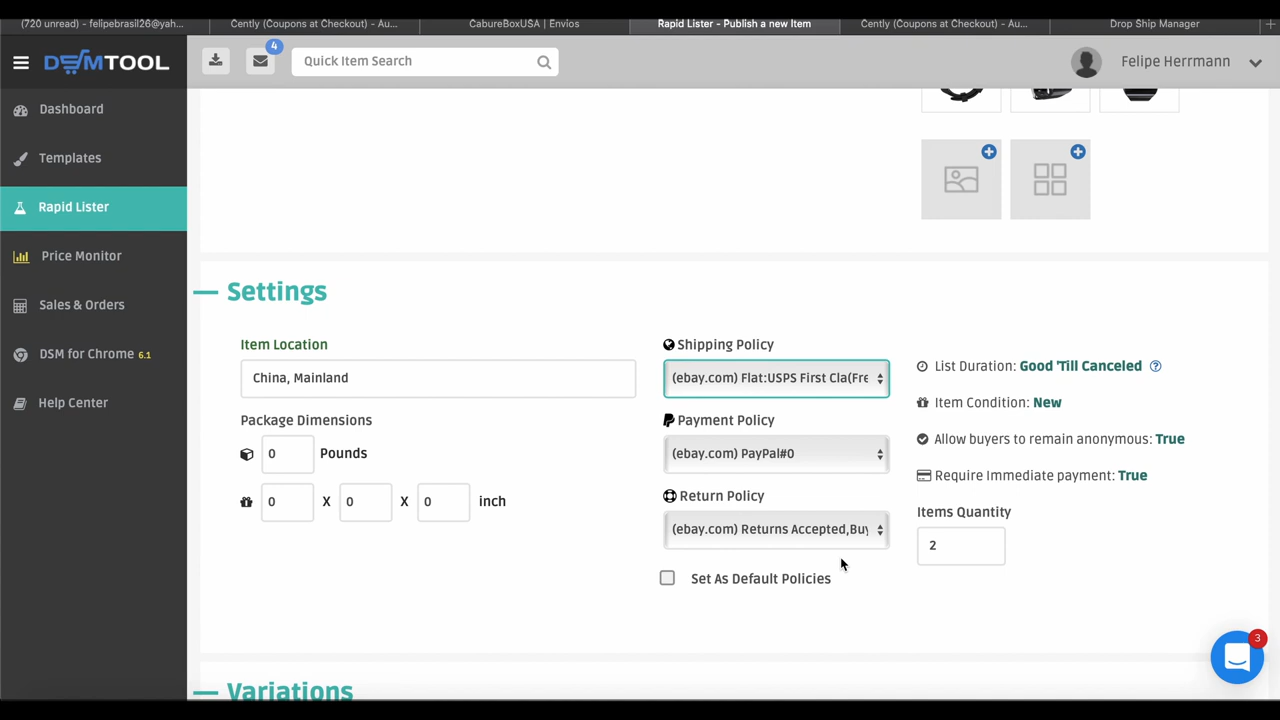 (720 unread) - felipebrasil26@yah... Cently (Coupons at Checkout) - Au... CabureBoxUSA | Envios Rapid Lister - Publish a new Item Cently (Coupons at Checkout) - Au... Drop Ship Manager
DSMTOOL
4
Quick Item Search
Felipe Herrmann
Dashboard
Templates
Rapid Lister
Price Monitor
Sales & Orders
DSM for Chrome 6.1
Help Center
Settings
Item Location
China, Mainland
Package Dimensions
0 Pounds
0 X 0 X 0 inch
Shipping Policy
(ebay.com) Flat:USPS First Cla(Fre
Payment Policy
(ebay.com) PayPal#0
Return Policy
(ebay.com) Returns Accepted,Buy
Set As Default Policies
List Duration: Good 'Till Canceled
Item Condition: New
Allow buyers to remain anonymous: True
Require Immediate payment: True
Items Quantity
2
3
Variations